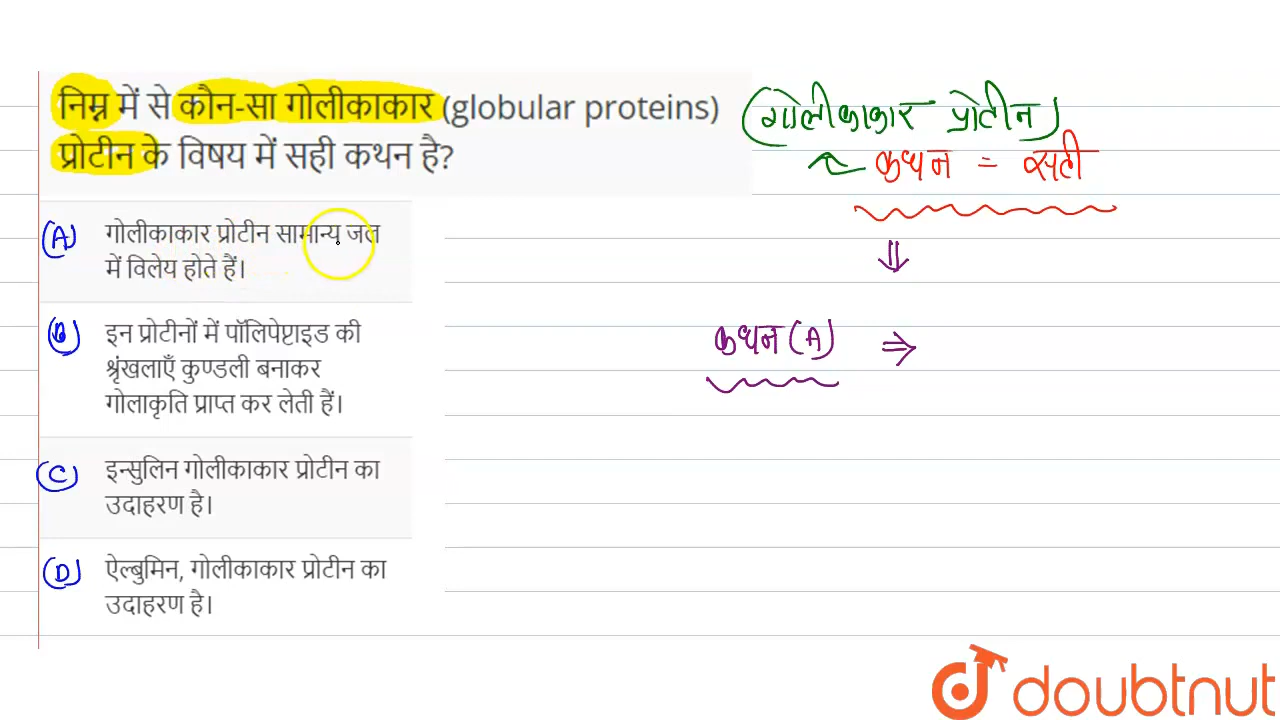 निम्न में से कौन-सा गोलीकाकार (globular proteins)
प्रोटीन के विषय में सही कथन है?
(A) गोलीकाकार प्रोटीन सामान्य जल
में विलेय होते हैं।
(B) इन प्रोटीनों में पॉलिपेप्टाइड की
श्रृंखलाएँ कुण्डली बनाकर
गोलाकृति प्राप्त कर लेती हैं।
(C) इन्सुलिन गोलीकाकार प्रोटीन का
उदाहरण है।
(D) ऐल्बुमिन, गोलीकाकार प्रोटीन का
उदाहरण है।
(गोलीकाकार प्रोटीन)
कथन = सही
कथन (A) ⇒
doubtnut